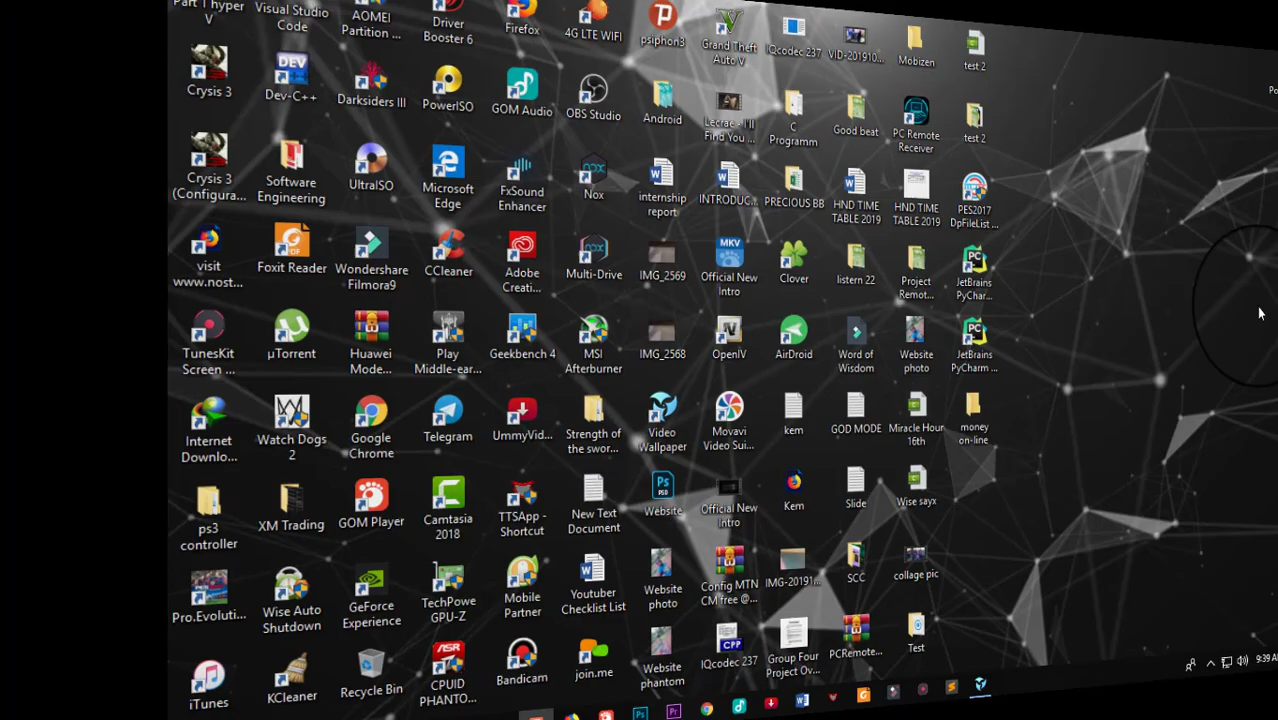 Part 1 hyper
V
Visual Studio
Code
AOMEI
Partition ...
Driver
Booster 6
Firefox
4G LTE WIFI
psiphon3
Grand Theft
Auto V
IQcodec 237
VID-201910...
Mobizen
test 2
Crysis 3
Dev-C++
Darksiders III
PowerISO
GOM Audio
OBS Studio
Android
Lecrae - I'll
Find You ...
C
Programm
Good beat
PC Remote
Receiver
test 2
Crysis 3
(Configura...
Software
Engineering
UltraISO
Microsoft
Edge
FxSound
Enhancer
Nox
internship
report
INTRODUC...
PRECIOUS BB
HND TIME
TABLE 2019
HND TIME
TABLE 2019
PES2017
DpFileList ...
visit
www.nost...
Foxit Reader
Wondershare
Filmora9
CCleaner
Adobe
Creati...
Multi-Drive
IMG_2569
MKV
Official New
Intro
Clover
listern 22
Project
Remot...
JetBrains
PyChar...
TunesKit
Screen ...
µTorrent
Huawei
Mode...
Play
Middle-ear...
Geekbench 4
MSI
Afterburner
IMG_2568
OpenIV
AirDroid
Word of
Wisdom
Website
photo
JetBrains
PyCharm ...
Internet
Downlo...
Watch Dogs
2
Google
Chrome
Telegram
UmmyVid...
Strength of
the swor...
Video
Wallpaper
Movavi
Video Sui...
kem
GOD MODE
Miracle Hour
16th
money
on-line
ps3
controller
XM Trading
GOM Player
Camtasia
2018
TTSApp -
Shortcut
New Text
Document
Website
Official New
Intro
Kem
Slide
Wise sayx
Pro.Evoluti...
Wise Auto
Shutdown
GeForce
Experience
TechPowe
GPU-Z
Mobile
Partner
Youtuber
Checklist List
Website
photo
Config MTN
CM free @...
IMG-20191...
SCC
collage pic
iTunes
KCleaner
Recycle Bin
CPUID
PHANTO...
Bandicam
join.me
Website
phantom
CPP
IQcodec 237
Group Four
Project Ov...
PCRemote...
Test
9:39 A